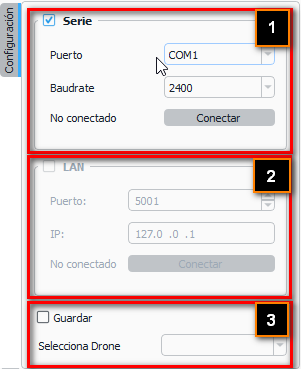 Configuración
1
Serie
Puerto COM1
Baudrate 2400
No conectado Conectar
2
LAN
Puerto: 5001
IP: 127.0 .0 .1
No conectado Conectar
3
Guardar
Selecciona Drone